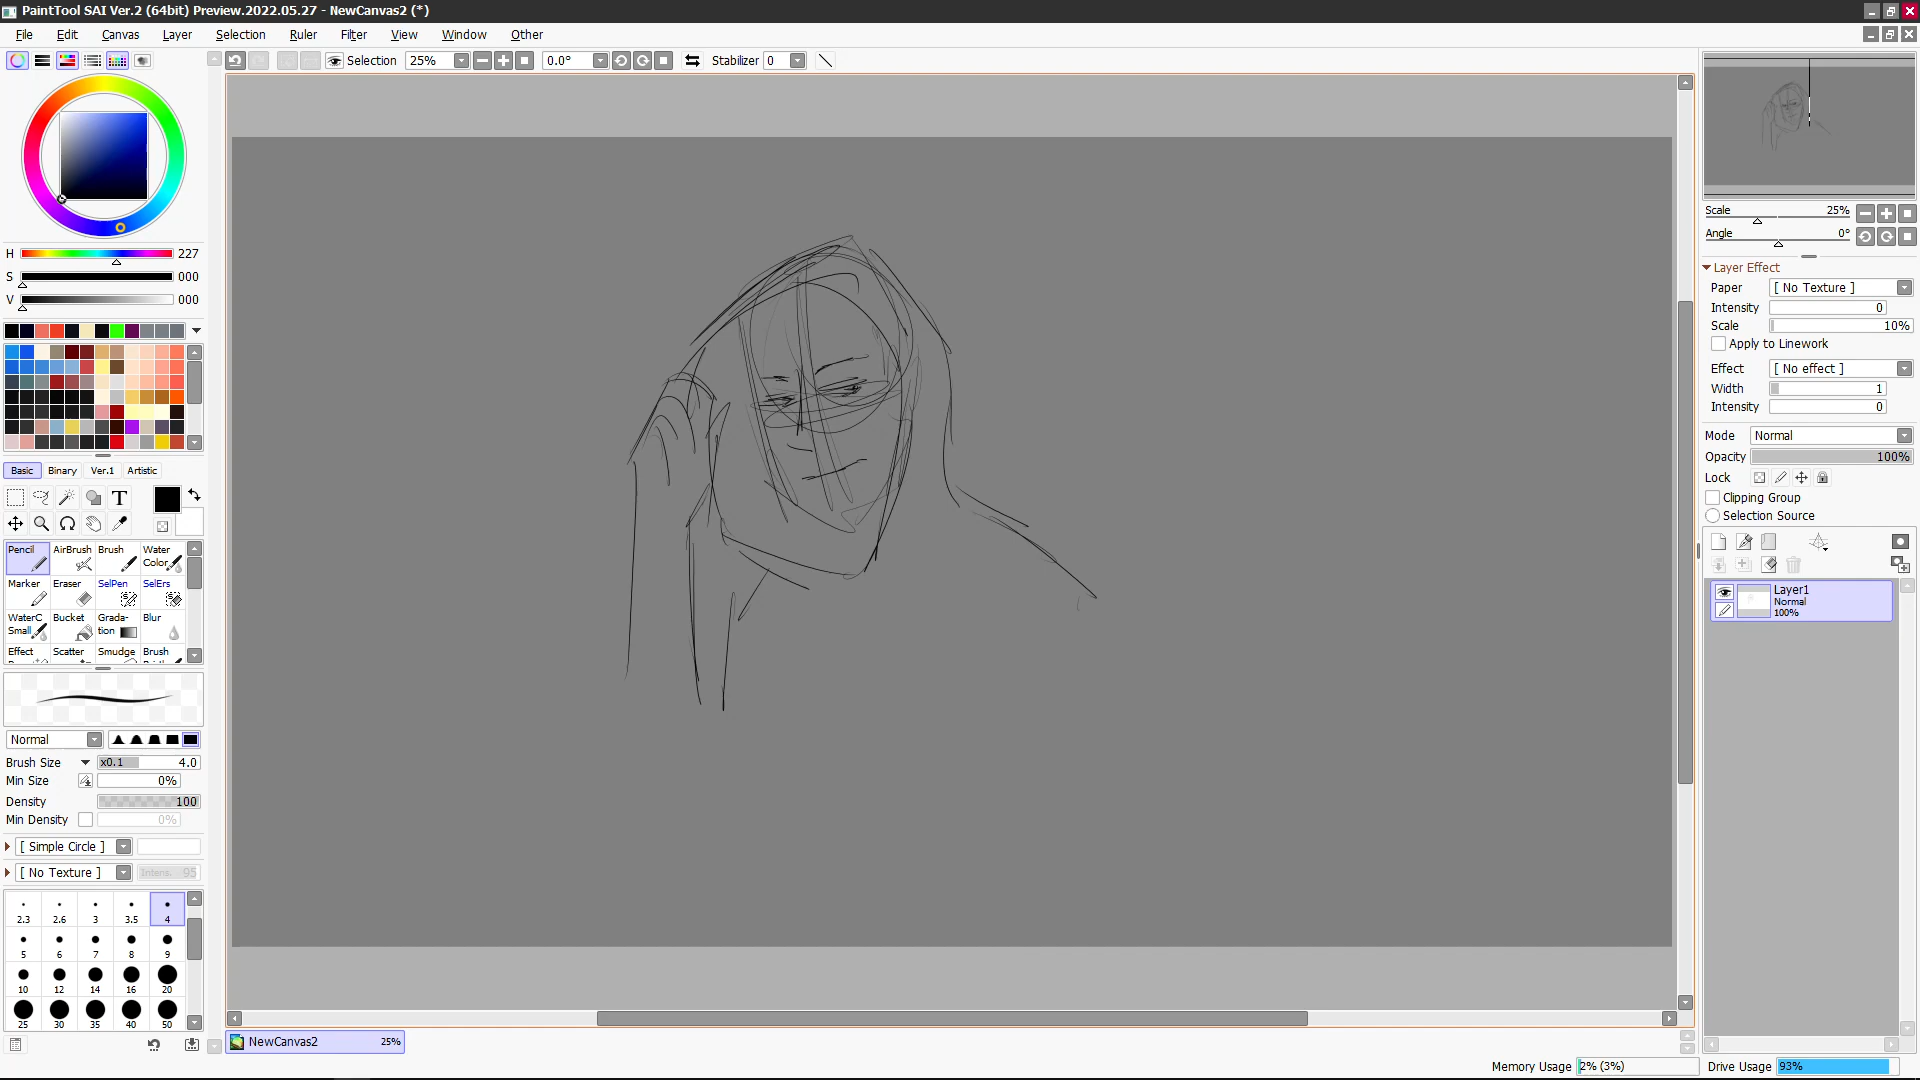 PaintTool SAI Ver.2 (64bit) Preview.2022.05.27 - NewCanvas2 (*)
File Edit Canvas Layer Selection Ruler Filter View Window Other
Selection 25% 0.0° Stabilizer 0
H 227
S 000
V 000
Basic Binary Ver.1 Artistic
T
Pencil AirBrush Brush Water Color
Marker Eraser SelPen SelErs
WaterC Small Bucket Gradation Blur
Effect Scatter Smudge Brush
Normal
Brush Size x0.1 4.0
Min Size 0%
Density 100
Min Density 0%
[ Simple Circle ]
[ No Texture ] Intens. 95
2.3 2.6 3 3.5 4
5 6 7 8 9
10 12 14 16 20
25 30 35 40 50
NewCanvas2 25%
Scale 25%
Angle 0°
Layer Effect
Paper [ No Texture ]
Intensity 0
Scale 10%
Apply to Linework
Effect [ No effect ]
Width 1
Intensity 0
Mode Normal
Opacity 100%
Lock
Clipping Group
Selection Source
Layer1
Normal
100%
Memory Usage 2% (3%) Drive Usage 93%